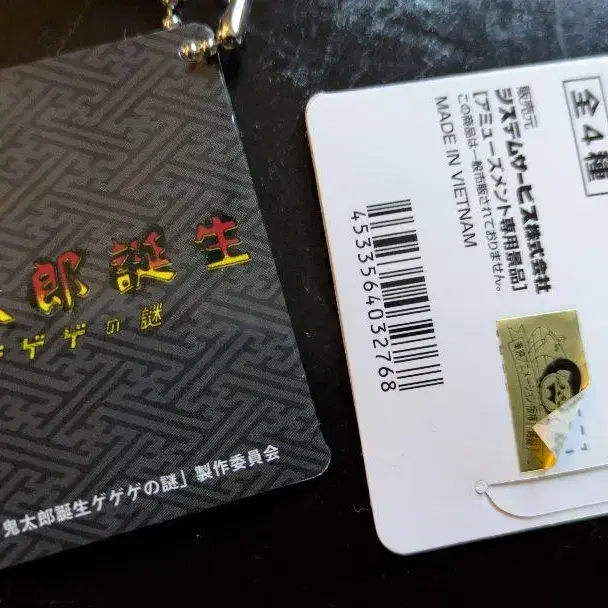 郎誕生
ゲゲの謎
鬼太郎誕生ゲゲゲの謎」製作委員会
全4種
販売元
システムサービス株式会社
[アミューズメント専用景品]
この商品は一般市販されておりません。
MADE IN VIETNAM
4533564032768